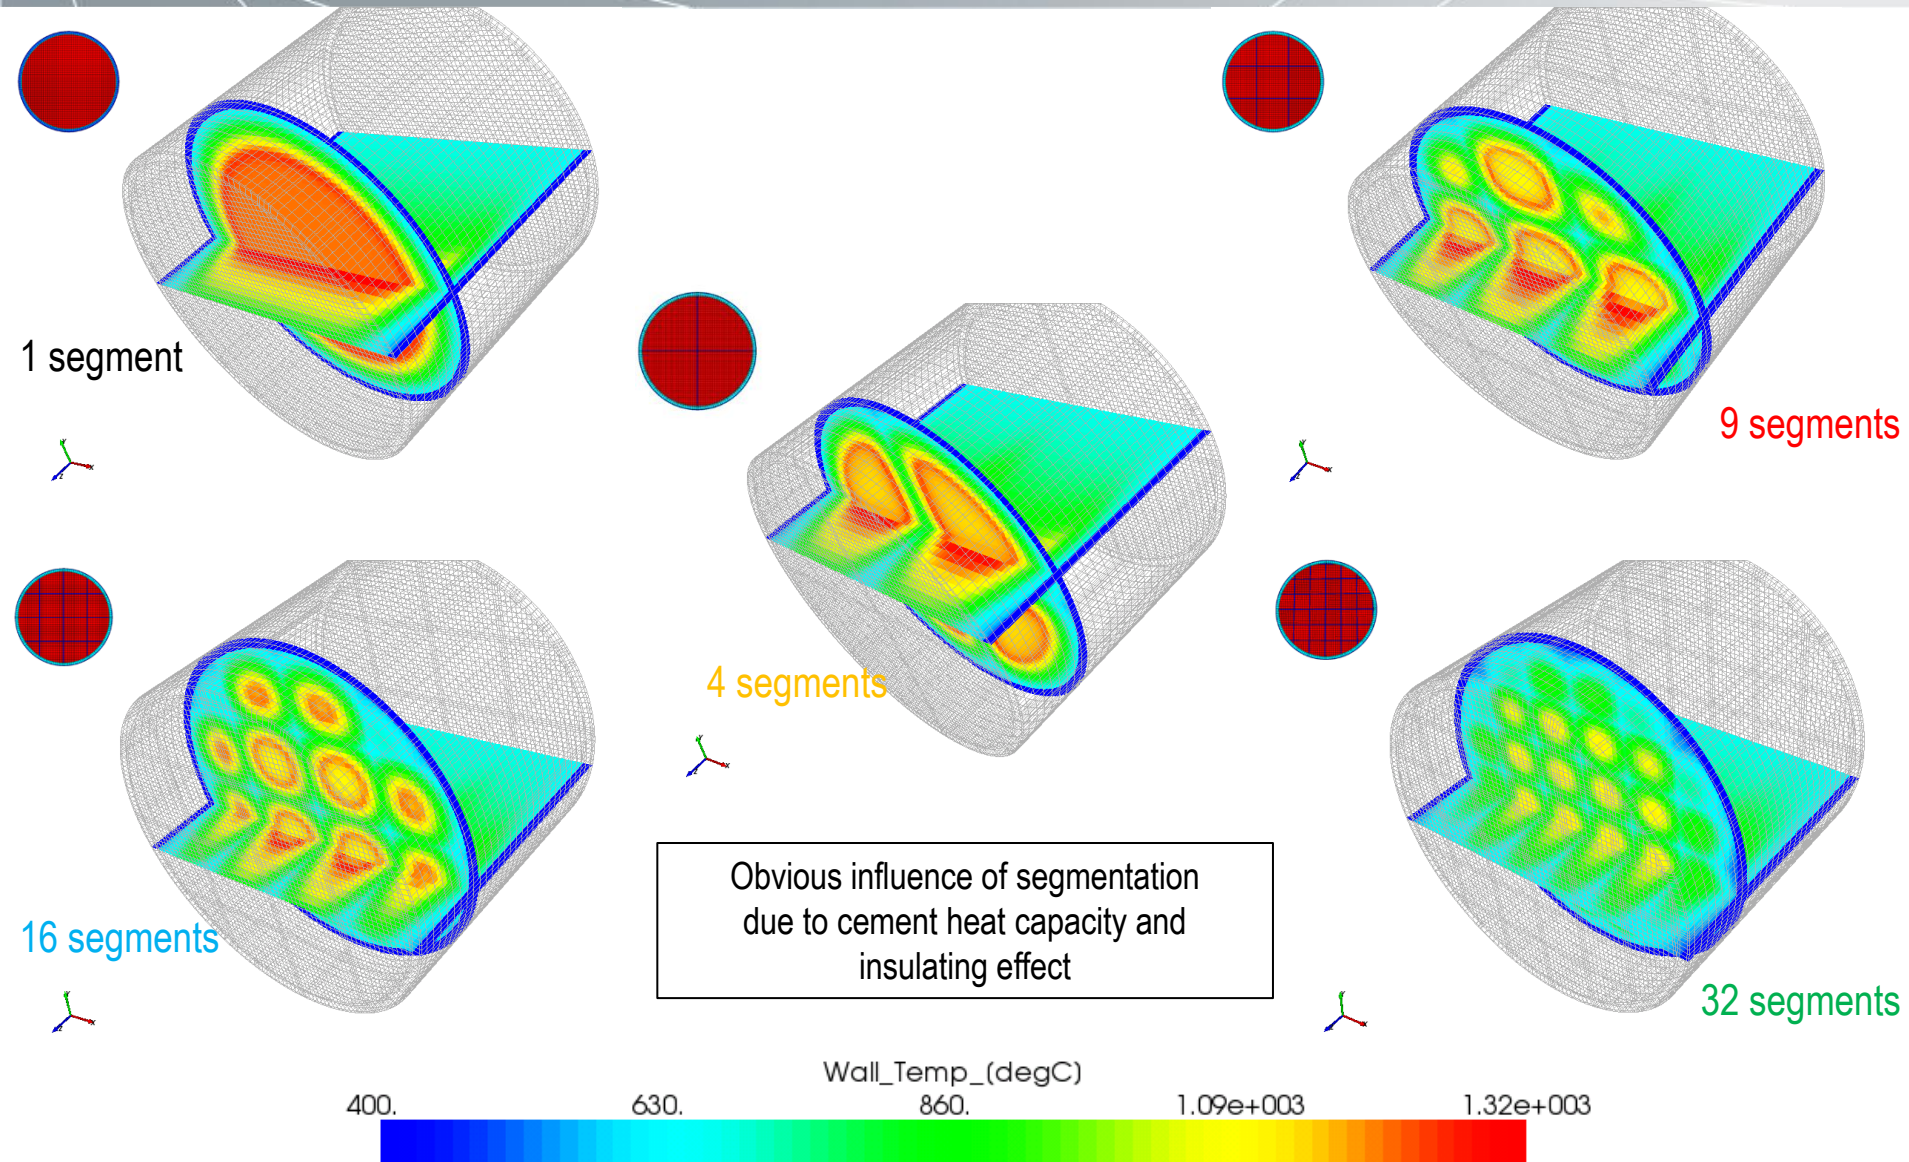 1 segment
9 segments
4 segments
16 segments
Obvious influence of segmentation
due to cement heat capacity and
insulating effect
32 segments
Wall_Temp_(degC)
400. 630. 860. 1.09e+003 1.32e+003